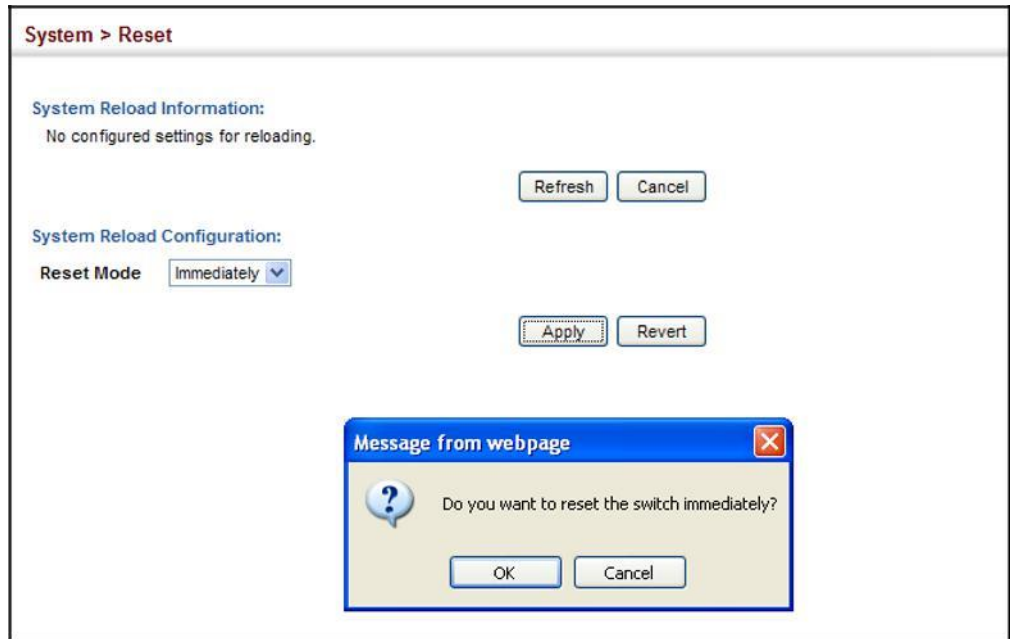 System > Reset
System Reload Information:
No configured settings for reloading.
Refresh Cancel
System Reload Configuration:
Reset Mode Immediately
Apply Revert
Message from webpage
Do you want to reset the switch immediately?
OK Cancel